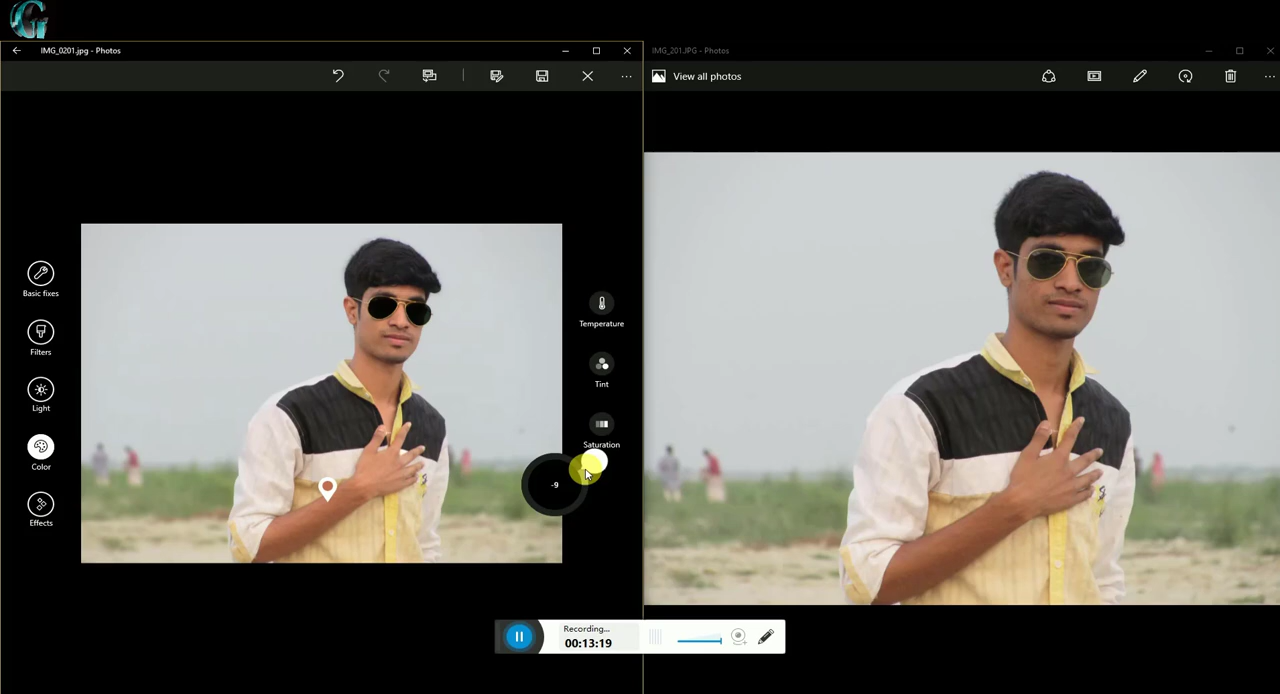 G
IMG_0201.jpg - Photos
IMG_201.JPG - Photos
View all photos
Basic fixes
Filters
Light
Color
Effects
Temperature
Tint
Saturation
-9
Recording...
00:13:19